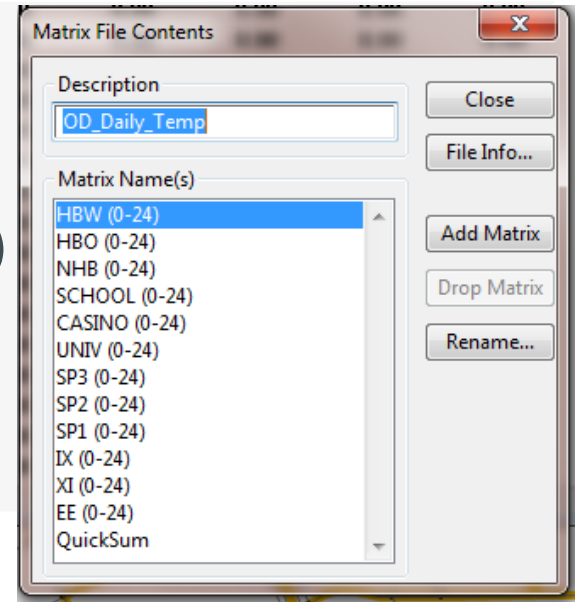 Matrix File Contents
Description
OD_Daily_Temp
Matrix Name(s)
HBW (0-24)
HBO (0-24)
NHB (0-24)
SCHOOL (0-24)
CASINO (0-24)
UNIV (0-24)
SP3 (0-24)
SP2 (0-24)
SP1 (0-24)
IX (0-24)
XI (0-24)
EE (0-24)
QuickSum
Close
File Info...
Add Matrix
Drop Matrix
Rename...